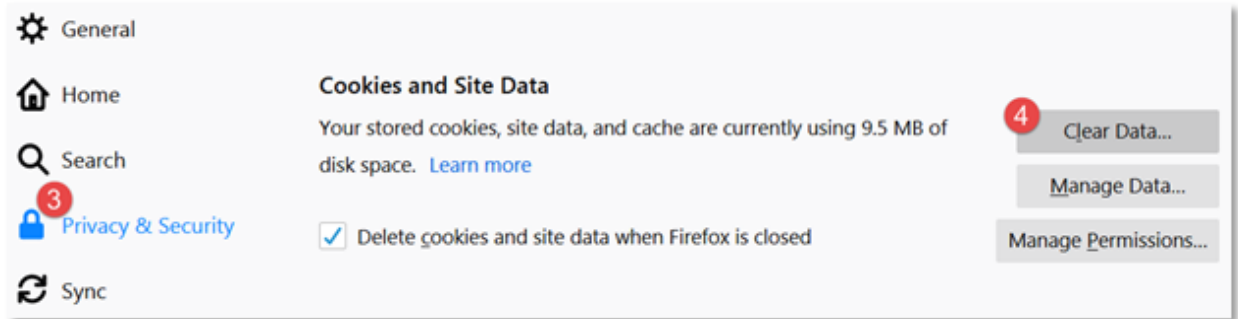 General
Home
Search
3
Privacy & Security
Sync
Cookies and Site Data
Your stored cookies, site data, and cache are currently using 9.5 MB of
disk space. Learn more
Delete cookies and site data when Firefox is closed
4
Clear Data...
Manage Data...
Manage Permissions...